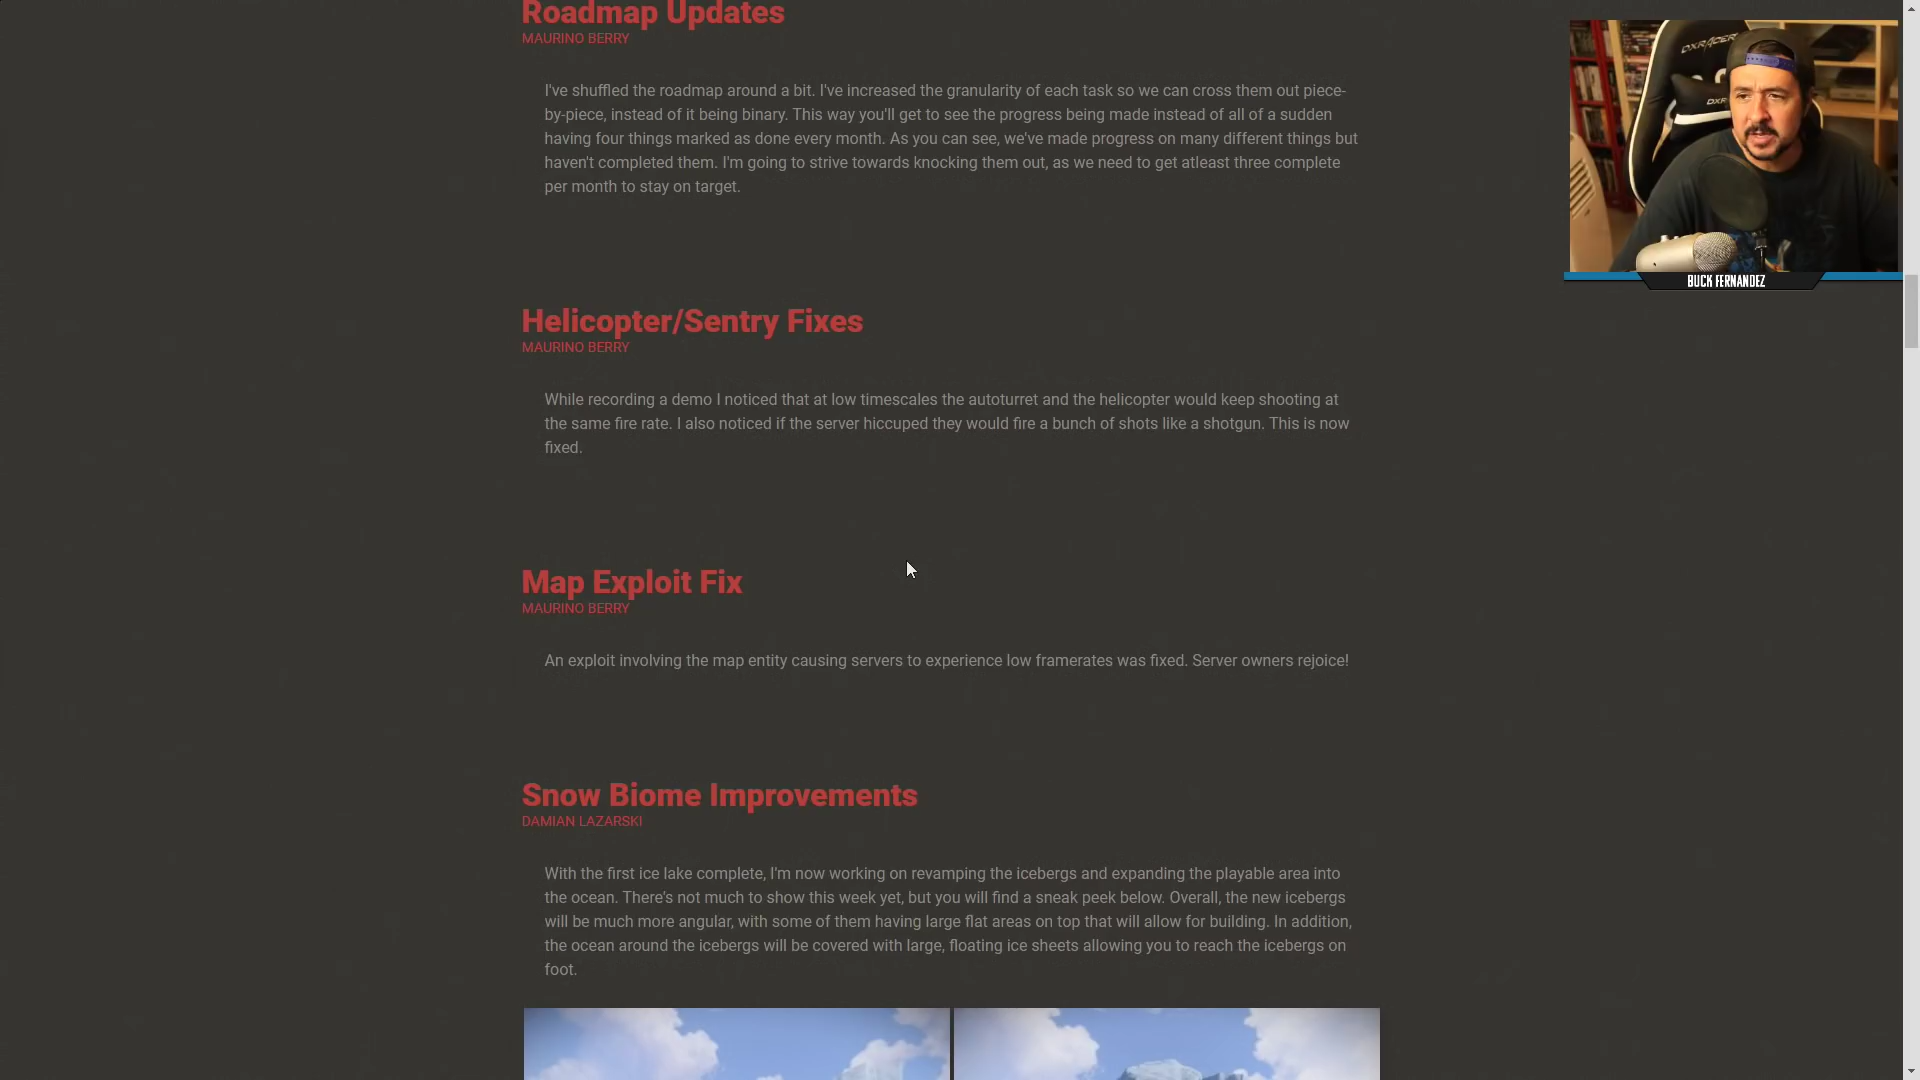 Roadmap Updates
MAURINO BERRY
I've shuffled the roadmap around a bit. I've increased the granularity of each task so we can cross them out piece-
by-piece, instead of it being binary. This way you'll get to see the progress being made instead of all of a sudden
having four things marked as done every month. As you can see, we've made progress on many different things but
haven't completed them. I'm going to strive towards knocking them out, as we need to get atleast three complete
per month to stay on target.
Helicopter/Sentry Fixes
MAURINO BERRY
While recording a demo I noticed that at low timescales the autoturret and the helicopter would keep shooting at
the same fire rate. I also noticed if the server hiccuped they would fire a bunch of shots like a shotgun. This is now
fixed.
Map Exploit Fix
MAURINO BERRY
An exploit involving the map entity causing servers to experience low framerates was fixed. Server owners rejoice!
Snow Biome Improvements
DAMIAN LAZARSKI
With the first ice lake complete, I'm now working on revamping the icebergs and expanding the playable area into
the ocean. There's not much to show this week yet, but you will find a sneak peek below. Overall, the new icebergs
will be much more angular, with some of them having large flat areas on top that will allow for building. In addition,
the ocean around the icebergs will be covered with large, floating ice sheets allowing you to reach the icebergs on
foot.
DXRACER
DXR
BUCK FERNANDEZ